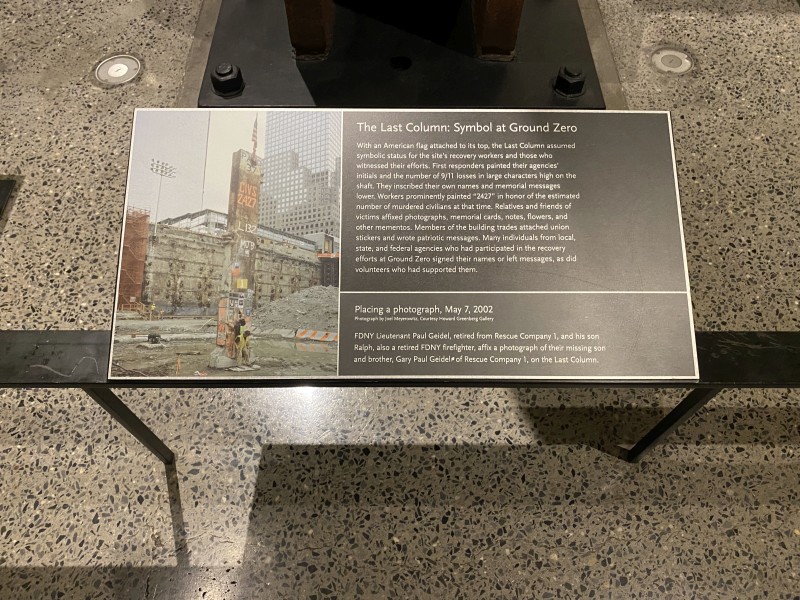 The Last Column: Symbol at Ground Zero
With an American flag attached to its top, the Last Column assumed
symbolic status for the site's recovery workers and those who
witnessed their efforts. First responders painted their agencies'
initials and the number of 9/11 losses in large characters high on the
shaft. They inscribed their own names and memorial messages
lower. Workers prominently painted "2427" in honor of the estimated
number of murdered civilians at that time. Relatives and friends of
victims affixed photographs, memorial cards, notes, flowers, and
other mementos. Members of the building trades attached union
stickers and wrote patriotic messages. Many individuals from local,
state, and federal agencies who had participated in the recovery
efforts at Ground Zero signed their names or left messages, as did
volunteers who had supported them.
Placing a photograph, May 7, 2002
Photograph by Joel Meyerowitz, Courtesy Howard Greenberg Gallery
FDNY Lieutenant Paul Geidel, retired from Rescue Company 1, and his son
Ralph, also a retired FDNY firefighter, affix a photograph of their missing son
and brother, Gary Paul Geidel of Rescue Company 1, on the Last Column.
CIVS
2427